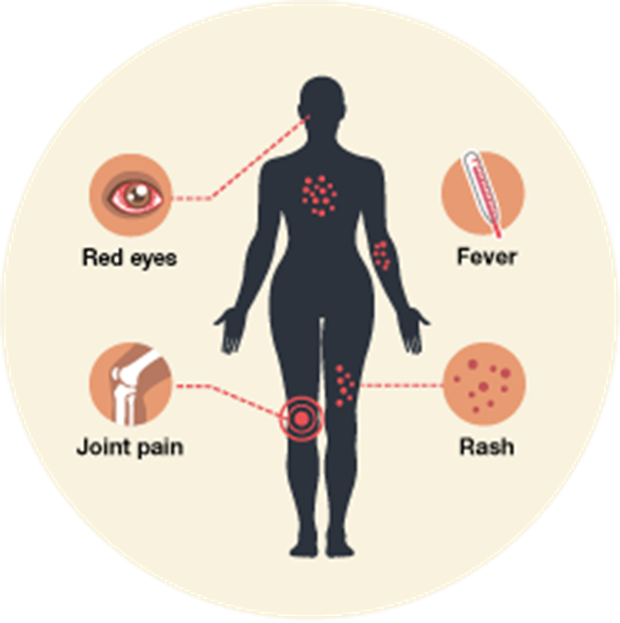 Red eyes
Fever
Joint pain
Rash